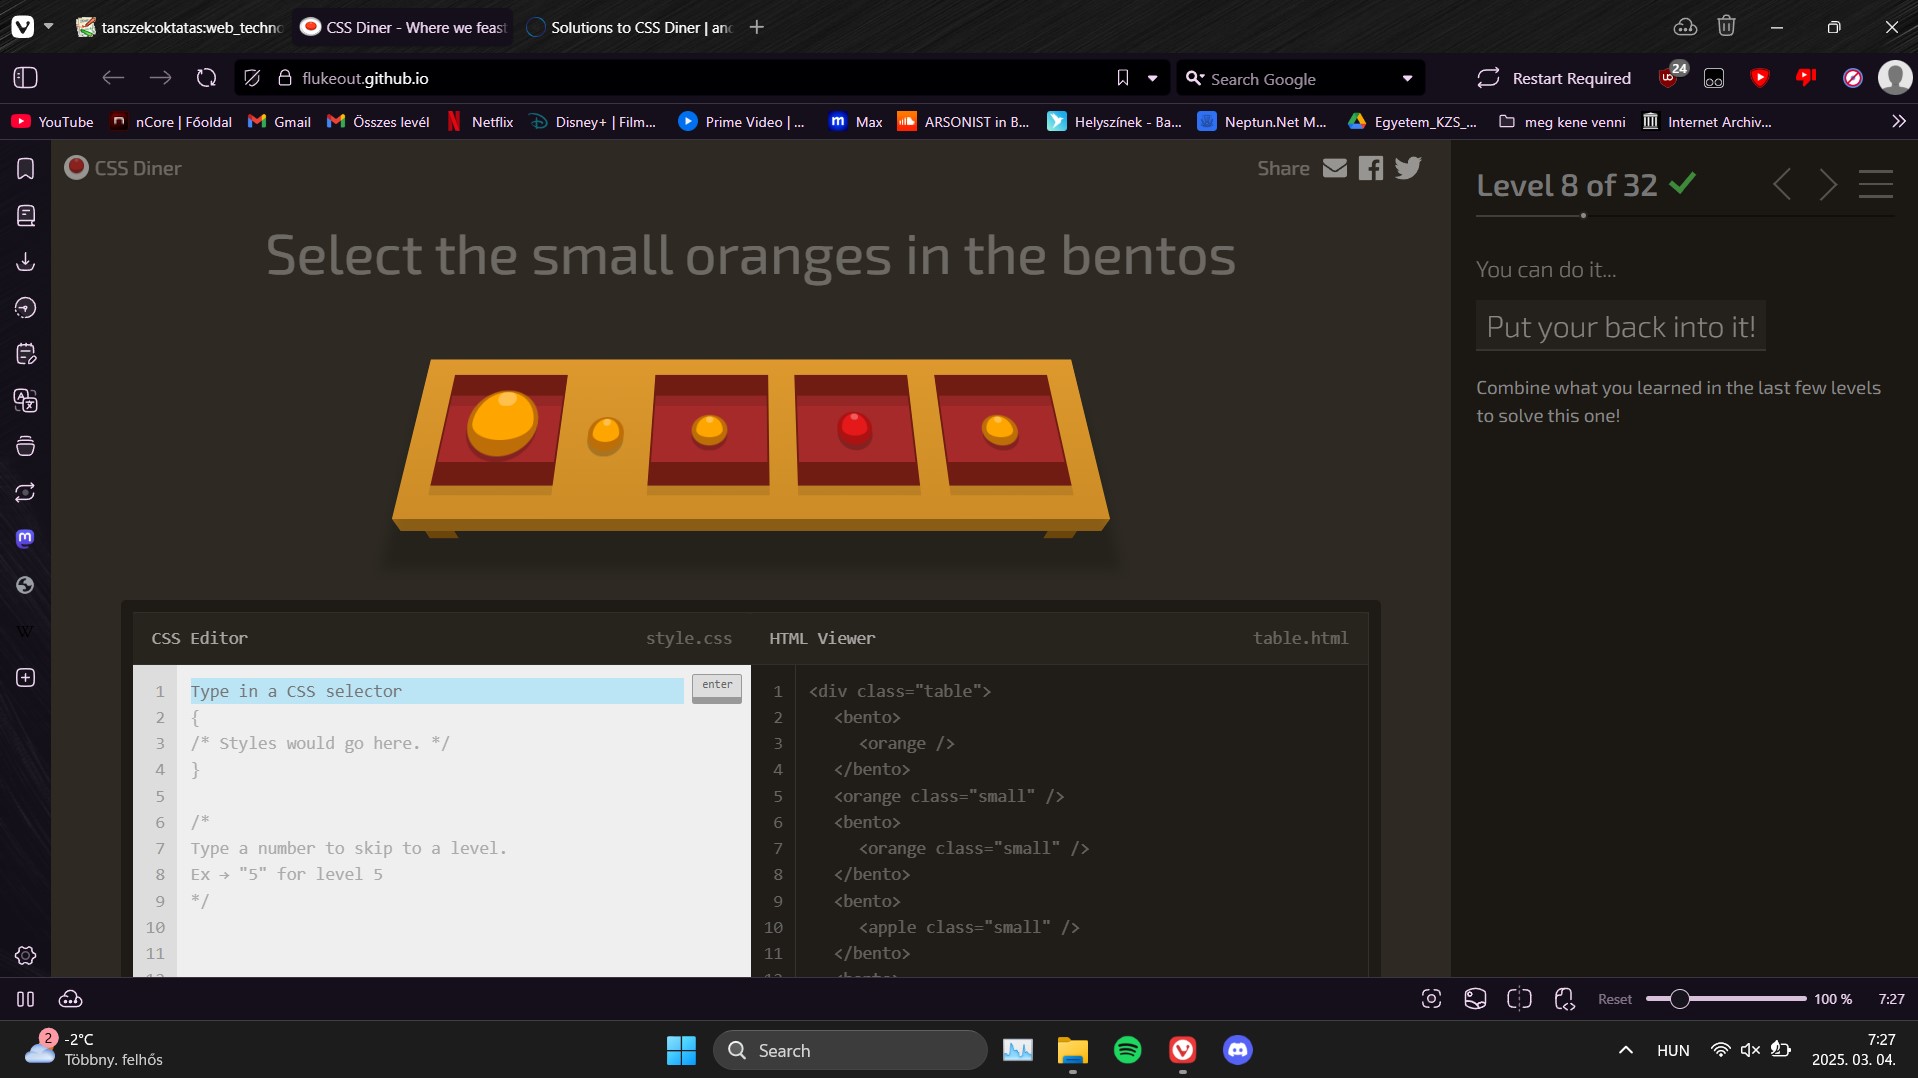 tanszek:oktatas:web_techno
CSS Diner - Where we feast
Solutions to CSS Diner | and
flukeout.github.io
Search Google
Restart Required
24
YouTube
nCore | Főoldal
Gmail
Összes levél
Netflix
Disney+ | Film...
Prime Video | ...
Max
ARSONIST in B...
Helyszínek - Ba...
Neptun.Net M...
Egyetem_KZS_...
meg kene venni
Internet Archiv...
CSS Diner
Share
Level 8 of 32
Select the small oranges in the bentos
You can do it...
Put your back into it!
Combine what you learned in the last few levels
to solve this one!
CSS Editor
style.css
HTML Viewer
table.html
1 Type in a CSS selector
enter
2 {
3 /* Styles would go here. */
4 }
5
6 /*
7 Type a number to skip to a level.
8 Ex → "5" for level 5
9 */
10
11
1 <div class="table">
2 <bento>
3 <orange />
4 </bento>
5 <orange class="small" />
6 <bento>
7 <orange class="small" />
8 </bento>
9 <bento>
10 <apple class="small" />
11 </bento>
Reset
100 %
7:27
2
-2°C
Többny. felhős
Search
HUN
7:27
2025. 03. 04.